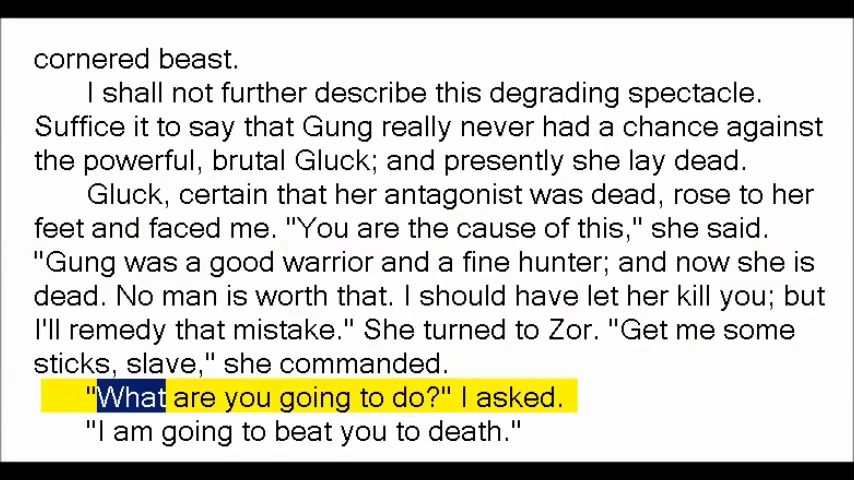 cornered beast.
I shall not further describe this degrading spectacle.
Suffice it to say that Gung really never had a chance against
the powerful, brutal Gluck; and presently she lay dead.
Gluck, certain that her antagonist was dead, rose to her
feet and faced me. "You are the cause of this," she said.
"Gung was a good warrior and a fine hunter; and now she is
dead. No man is worth that. I should have let her kill you; but
I'll remedy that mistake." She turned to Zor. "Get me some
sticks, slave," she commanded.
"What are you going to do?" I asked.
"I am going to beat you to death."